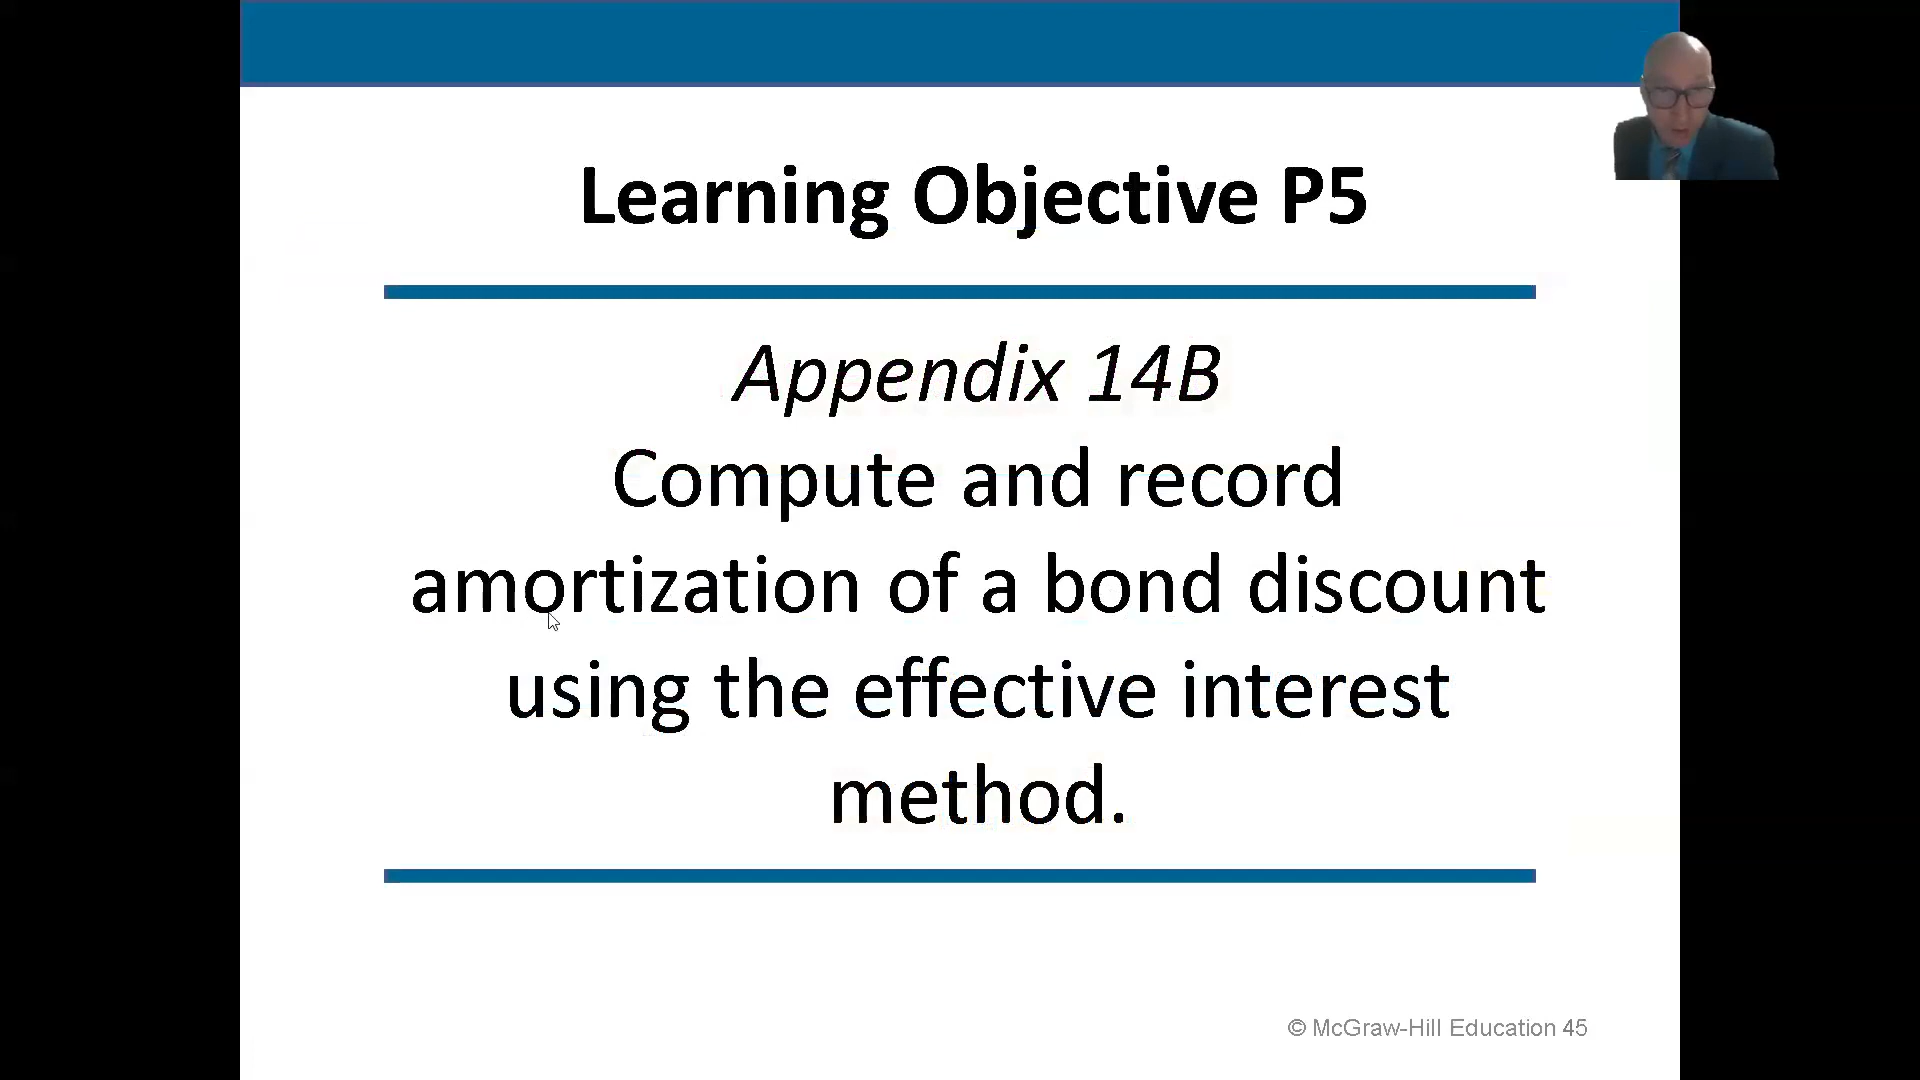 Learning Objective P5
Appendix 14B
Compute and record
amortization of a bond discount
using the effective interest
method.
© McGraw-Hill Education 45